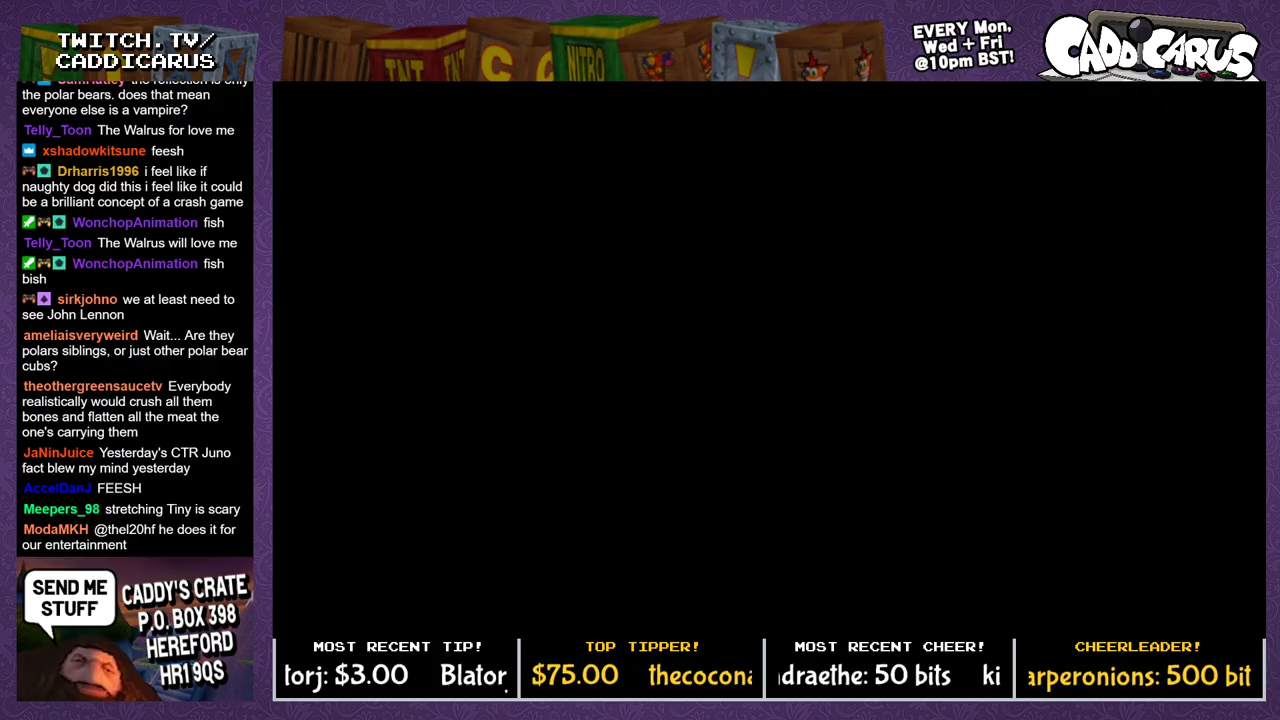 TWITCH.TV/
CADDICARUS
TNT
C
NITRO
EVERY Mon,
Wed + Fri
@10pm BST!
CADDICARUS
the reflection is only
the polar bears. does that mean
everyone else is a vampire?
Telly_Toon The Walrus for love me
xshadowkitsune feesh
Drharris1996 i feel like if
naughty dog did this i feel like it could
be a brilliant concept of a crash game
WonchopAnimation fish
Telly_Toon The Walrus will love me
WonchopAnimation fish
bish
sirkjohno we at least need to
see John Lennon
ameliaisveryweird Wait... Are they
polars siblings, or just other polar bear
cubs?
theothergreensaucetv Everybody
realistically would crush all them
bones and flatten all the meat the
one's carrying them
JaNinJuice Yesterday's CTR Juno
fact blew my mind yesterday
AccelDanJ FEESH
Meepers_98 stretching Tiny is scary
ModaMKH @thel20hf he does it for
our entertainment
SEND ME
STUFF
CADDY'S CRATE
P.O. BOX 398
HEREFORD
HR1 9QS
MOST RECENT TIP!
torj: $3.00 Blator
TOP TIPPER!
$75.00 thecocona
MOST RECENT CHEER!
draethe: 50 bits ki
CHEERLEADER!
arperonions: 500 bit